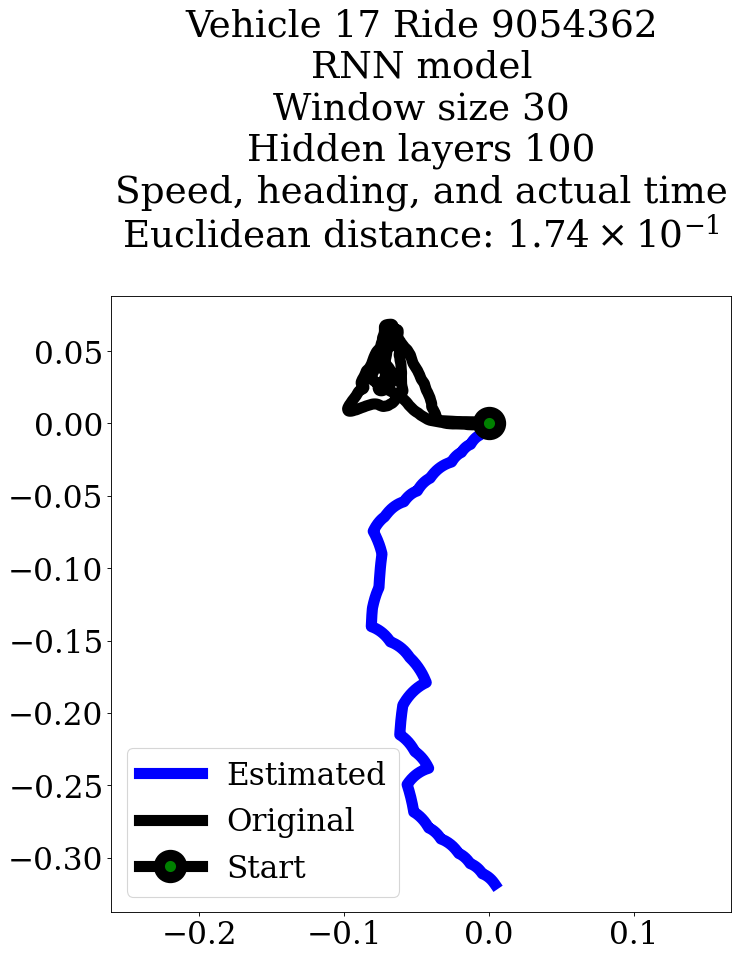 Vehicle 17 Ride 9054362
RNN model
Window size 30
Hidden layers 100
Speed, heading, and actual time
Euclidean distance: 1.74 × 10⁻¹
0.05
0.00
−0.05
−0.10
−0.15
−0.20
−0.25
−0.30
Estimated
Original
Start
−0.2 −0.1 0.0 0.1